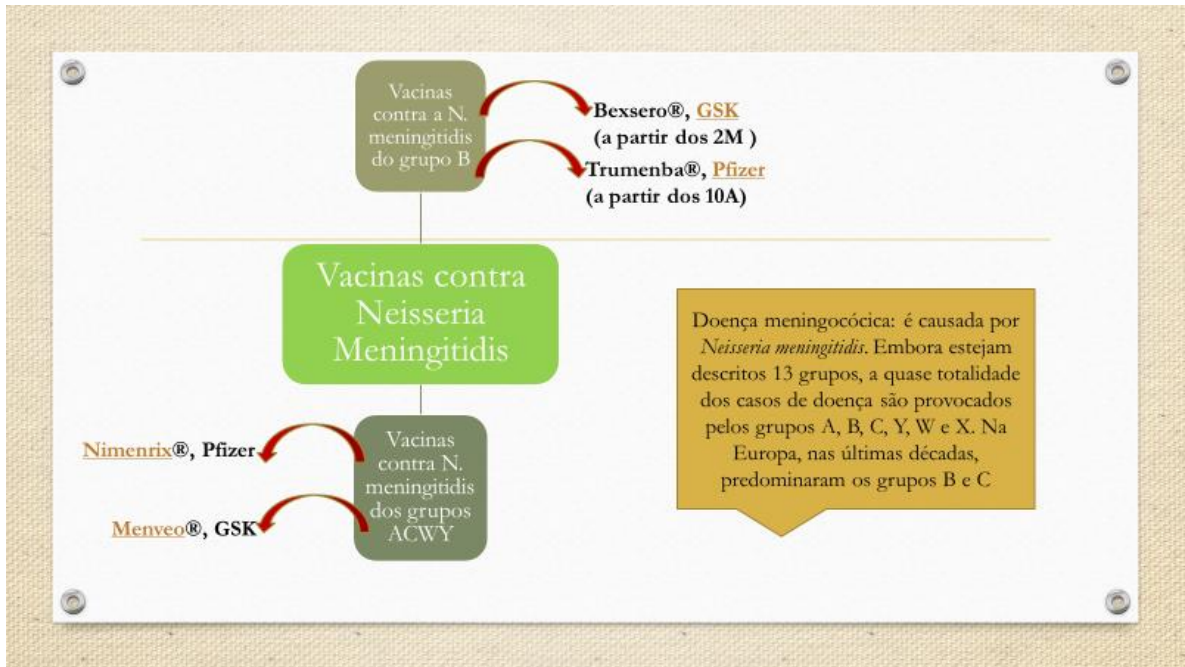 Vacinas
contra a N.
meningitidis
do grupo B
Bexsero®, GSK
(a partir dos 2M )
Trumenba®, Pfizer
(a partir dos 10A)
Vacinas contra
Neisseria
Meningitidis
Doença meningocócica: é causada por
Neisseria meningitidis. Embora estejam
descritos 13 grupos, a quase totalidade
dos casos de doença são provocados
pelos grupos A, B, C, Y, W e X. Na
Europa, nas últimas décadas,
predominaram os grupos B e C
Vacinas
contra N.
meningitidis
dos grupos
ACWY
Nimenrix®, Pfizer
Menveo®, GSK